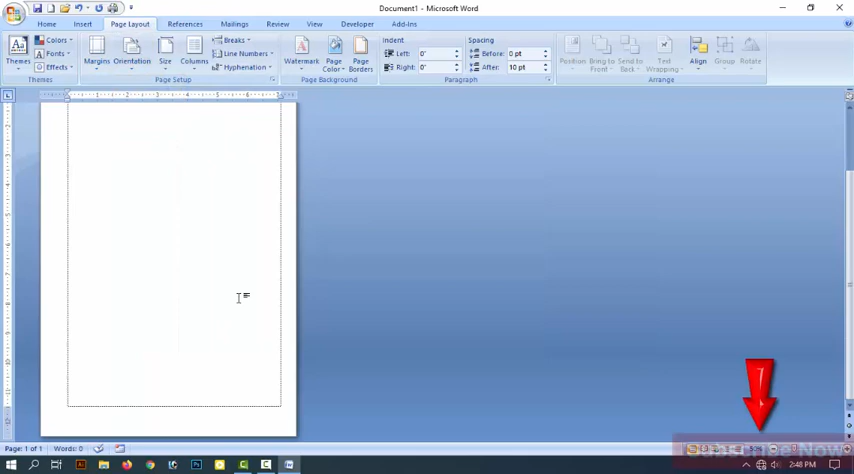 Document1 - Microsoft Word
Home Insert Page Layout References Mailings Review View Developer Add-Ins
Colors Fonts Effects Themes
Margins Orientation Size Columns Breaks Line Numbers Hyphenation
Watermark Page Color Page Borders
Indent Left: 0" Right: 0"
Spacing Before: 0 pt After: 10 pt
Position Bring to Front Send to Back Text Wrapping Align Group Rotate
Themes Page Setup Page Background Paragraph Arrange
Page: 1 of 1 Words: 0
Subscribe Now
2:48 PM